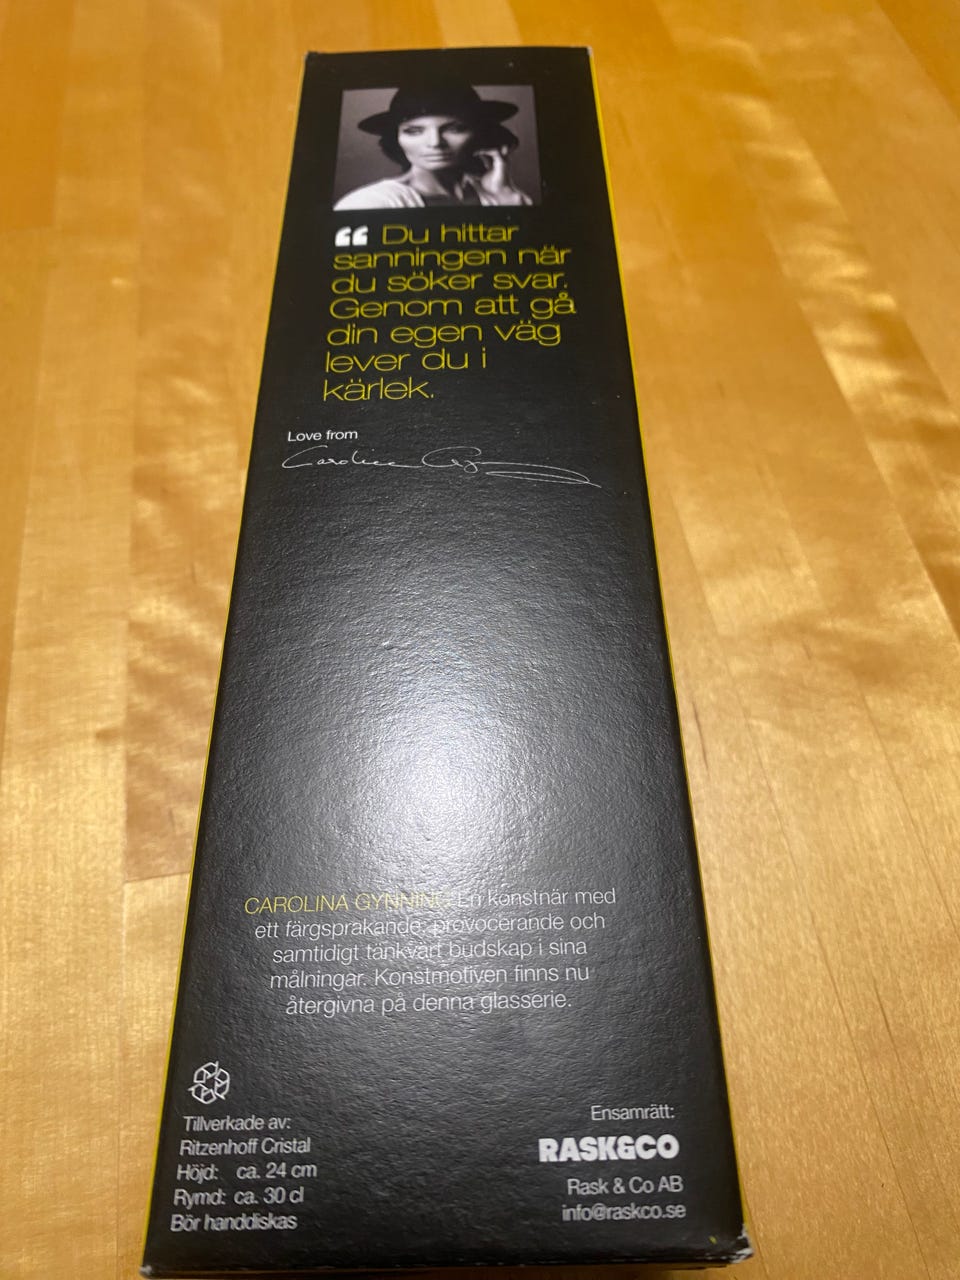 “ Du hittar
sanningen när
du söker svar.
Genom att gå
din egen väg
lever du i
kärlek.
Love from
Carolina Gynning
CAROLINA GYNNING En konstnär med
ett färgsprakande, provocerande och
samtidigt tänkvärt budskap i sina
målningar. Konstmotiven finns nu
återgivna på denna glasserie.
Tillverkade av:
Ritzenhoff Cristal
Höjd: ca. 24 cm
Rymd: ca. 30 cl
Bör handdiskas
Ensamrätt:
RASK&CO
Rask & Co AB
info@raskco.se